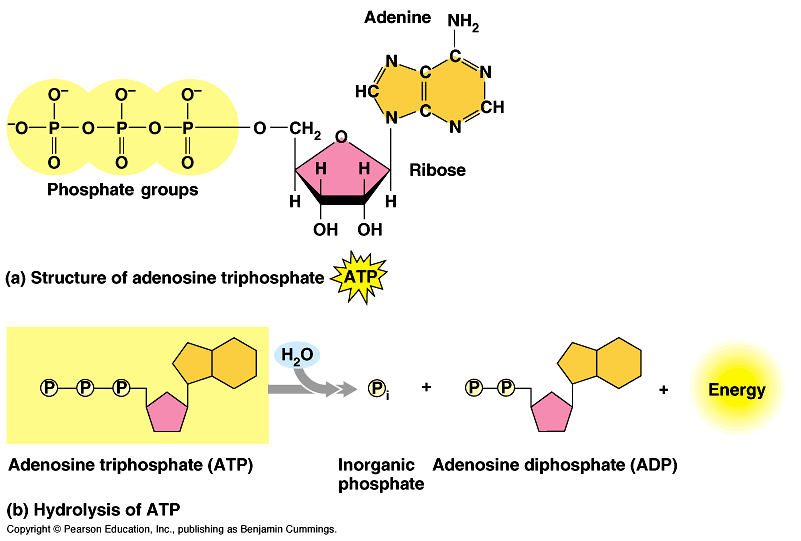 Adenine
NH2
N
C
N
C
HC
C
CH
N
N
O– O– O–
–O–P–O–P–O–P–O–CH2
O
O O O
H H
H H
OH OH
Phosphate groups
Ribose
(a) Structure of adenosine triphosphate
ATP
H2O
P P P
Pi
+
P P
+
Energy
Adenosine triphosphate (ATP)
Inorganic
phosphate
Adenosine diphosphate (ADP)
(b) Hydrolysis of ATP
Copyright © Pearson Education, Inc., publishing as Benjamin Cummings.